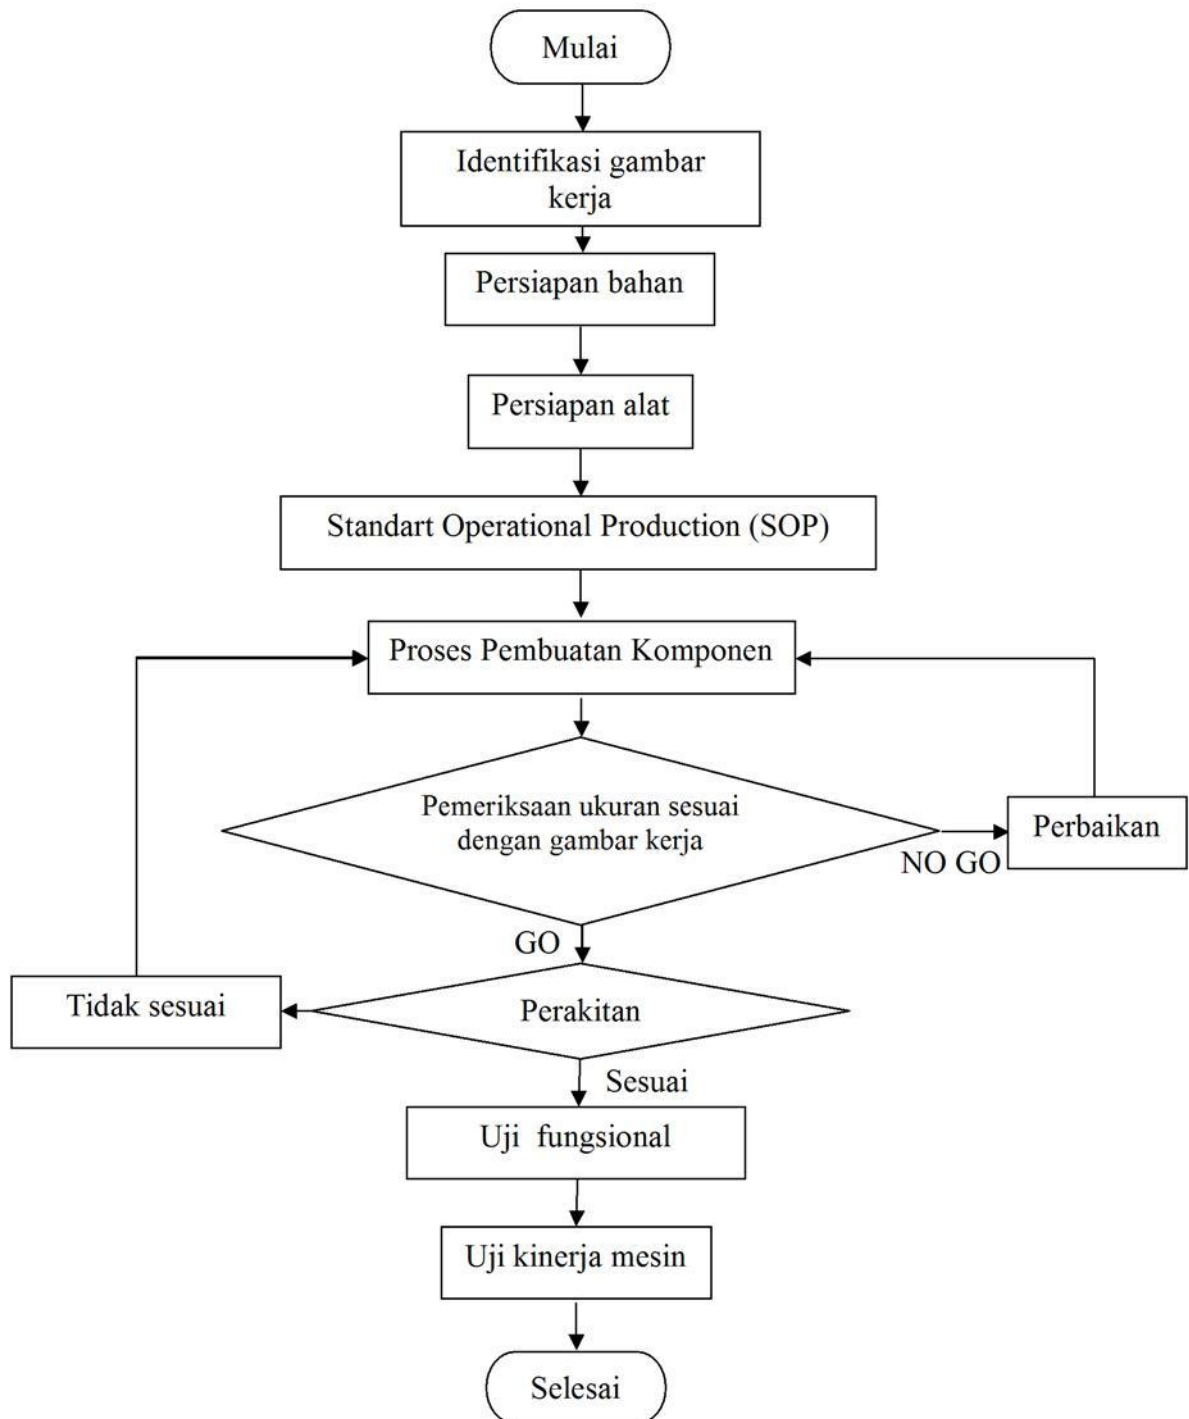 Mulai
Identifikasi gambar
kerja
Persiapan bahan
Persiapan alat
Standart Operational Production (SOP)
Proses Pembuatan Komponen
Pemeriksaan ukuran sesuai
dengan gambar kerja
Perbaikan
NO GO
GO
Tidak sesuai
Perakitan
Sesuai
Uji  fungsional
Uji kinerja mesin
Selesai